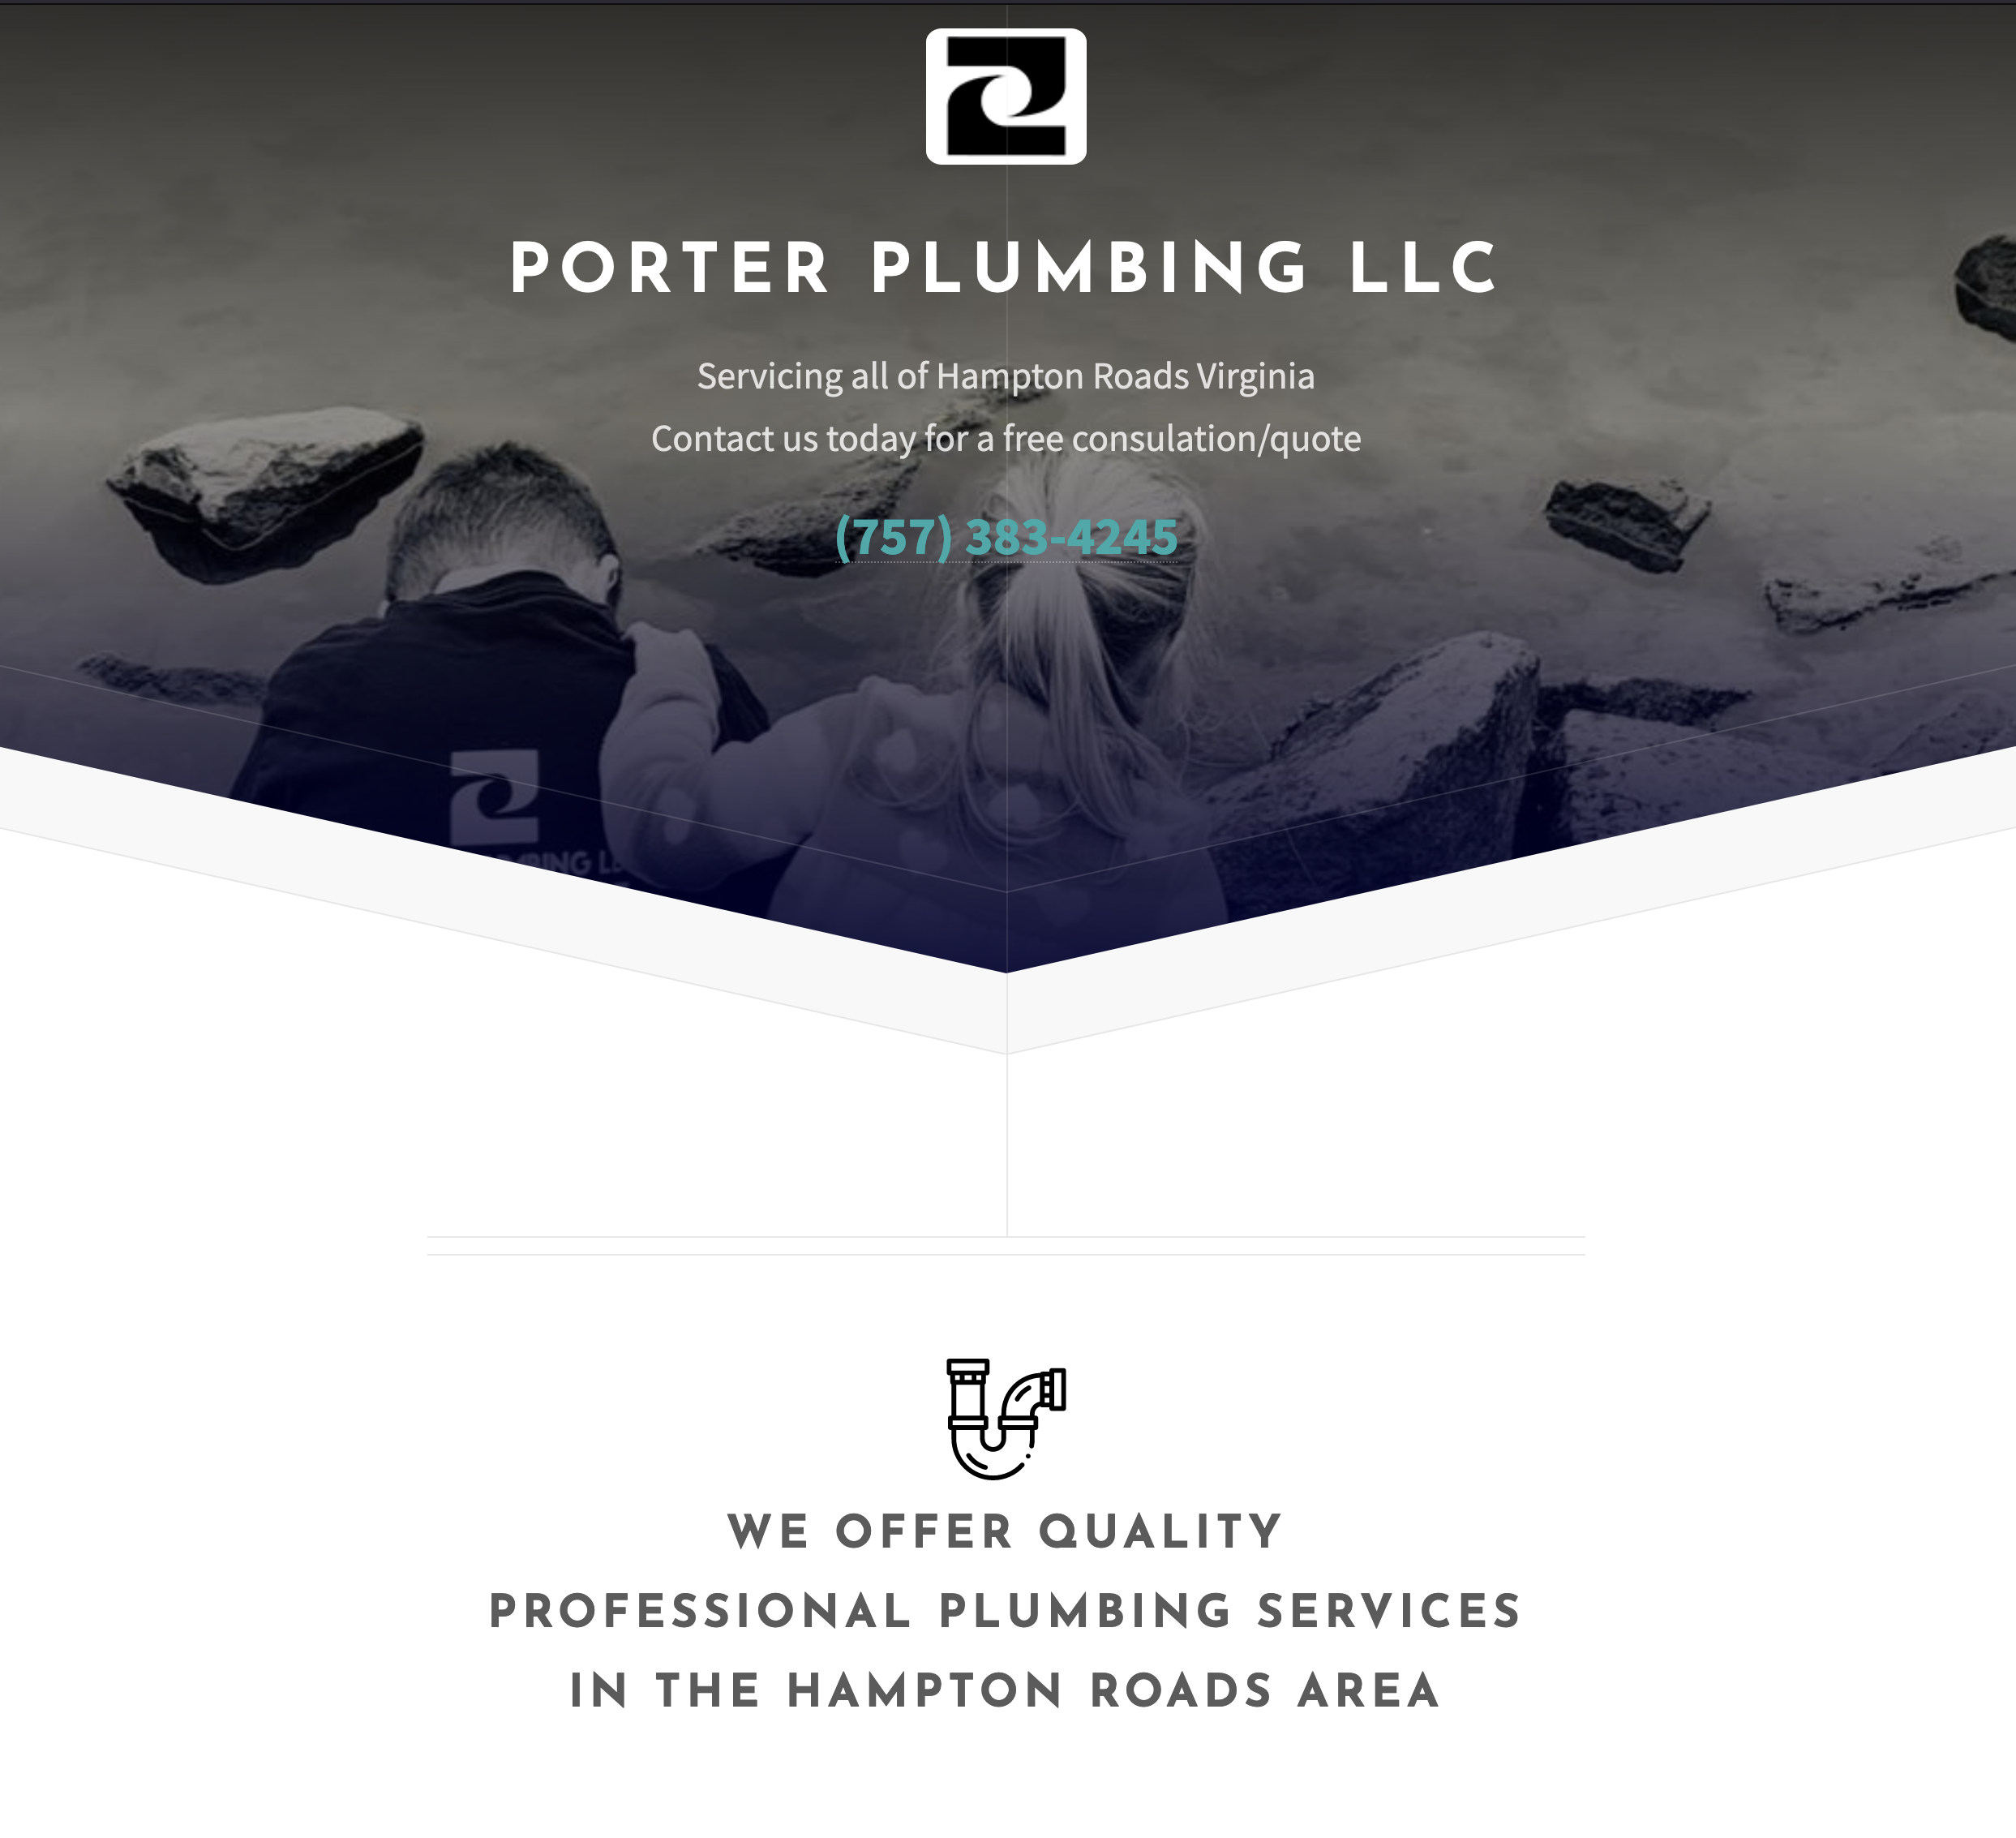 PORTER PLUMBING LLC
Servicing all of Hampton Roads Virginia
Contact us today for a free consulation/quote
(757) 383-4245
WE OFFER QUALITY
PROFESSIONAL PLUMBING SERVICES
IN THE HAMPTON ROADS AREA